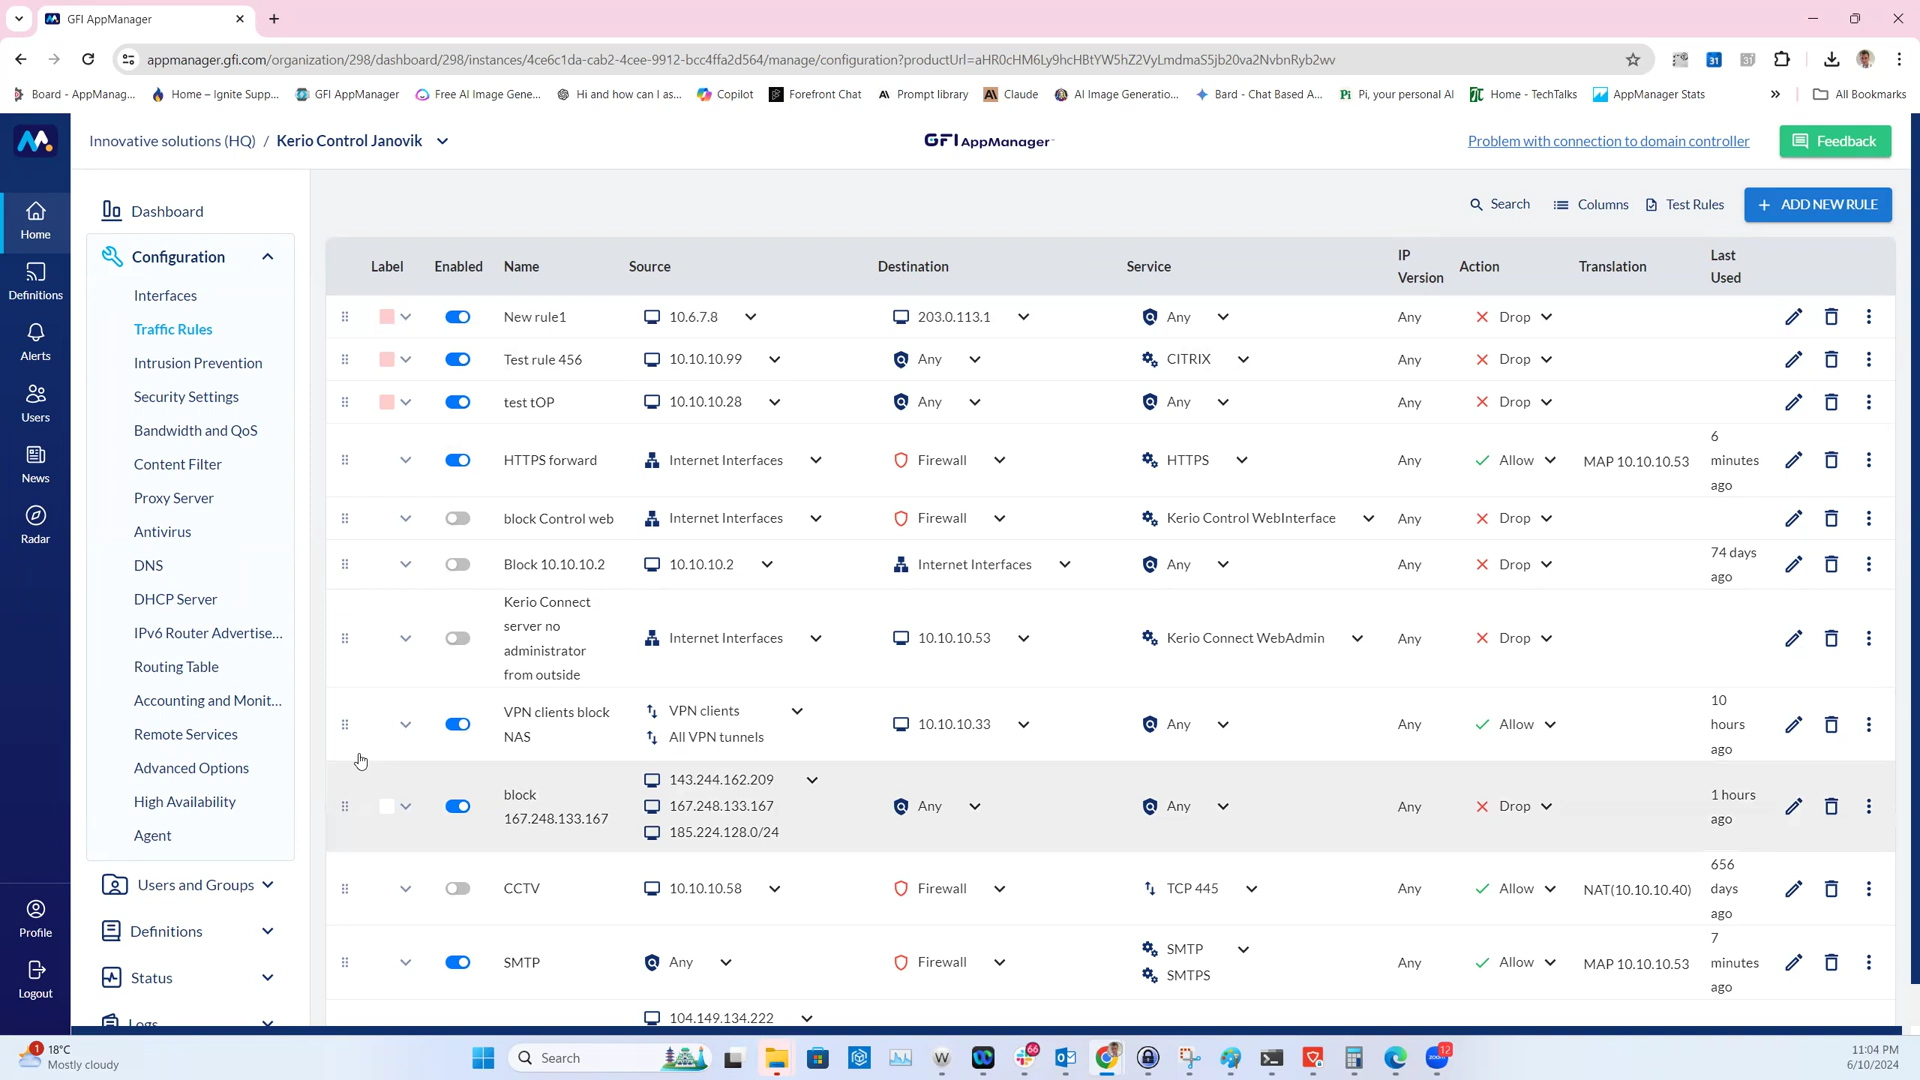 GFI AppManager
appmanager.gfi.com/organization/298/dashboard/298/instances/4ce6c1da-cab2-4cee-9912-bcc4ffa2d564/manage/configuration?productUrl=aHR0cHM6Ly9hcHBtYW5hZ2VyLmdmaS5jb20va2NvbnRyb2wv
Board - AppManag...
Home – Ignite Supp...
GFI AppManager
Free AI Image Gene...
Hi and how can I as...
Copilot
Forefront Chat
Prompt library
Claude
AI Image Generatio...
Bard - Chat Based A...
Pi, your personal AI
Home - TechTalks
AppManager Stats
All Bookmarks
Innovative solutions (HQ) / Kerio Control Janovik
GFI AppManager
Problem with connection to domain controller
Feedback
Home
Definitions
Alerts
Users
News
Radar
Profile
Logout
Dashboard
Configuration
Interfaces
Traffic Rules
Intrusion Prevention
Security Settings
Bandwidth and QoS
Content Filter
Proxy Server
Antivirus
DNS
DHCP Server
IPv6 Router Advertise...
Routing Table
Accounting and Monit...
Remote Services
Advanced Options
High Availability
Agent
Users and Groups
Definitions
Status
Logs
Search
Columns
Test Rules
+ ADD NEW RULE
Label
Enabled
Name
Source
Destination
Service
IP
Version
Action
Translation
Last
Used
New rule1
10.6.7.8
203.0.113.1
Any
Any
Drop
Test rule 456
10.10.10.99
Any
CITRIX
Any
Drop
test tOP
10.10.10.28
Any
Any
Any
Drop
HTTPS forward
Internet Interfaces
Firewall
HTTPS
Any
Allow
MAP 10.10.10.53
6
minutes
ago
block Control web
Internet Interfaces
Firewall
Kerio Control WebInterface
Any
Drop
Block 10.10.10.2
10.10.10.2
Internet Interfaces
Any
Any
Drop
74 days
ago
Kerio Connect
server no
administrator
from outside
Internet Interfaces
10.10.10.53
Kerio Connect WebAdmin
Any
Drop
VPN clients block
NAS
VPN clients
All VPN tunnels
10.10.10.33
Any
Any
Allow
10
hours
ago
block
167.248.133.167
143.244.162.209
167.248.133.167
185.224.128.0/24
Any
Any
Any
Drop
1 hours
ago
CCTV
10.10.10.58
Firewall
TCP 445
Any
Allow
NAT(10.10.10.40)
656
days
ago
SMTP
Any
Firewall
SMTP
SMTPS
Any
Allow
MAP 10.10.10.53
7
minutes
ago
104.149.134.222
1
18°C
Mostly cloudy
Search
66
12
11:04 PM
6/10/2024